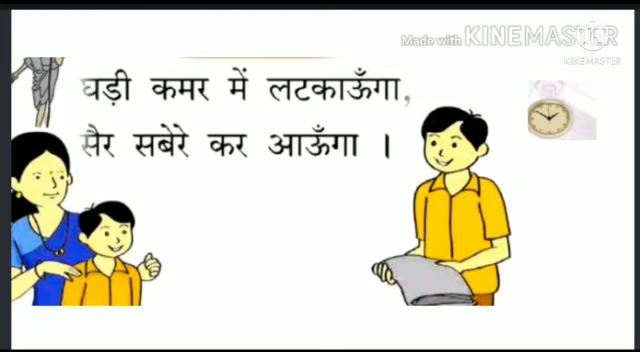 Made with KINEMASTER
KINEMASTER
घड़ी कमर में लटकाऊँगा,
सैर सबेरे कर आऊँगा ।